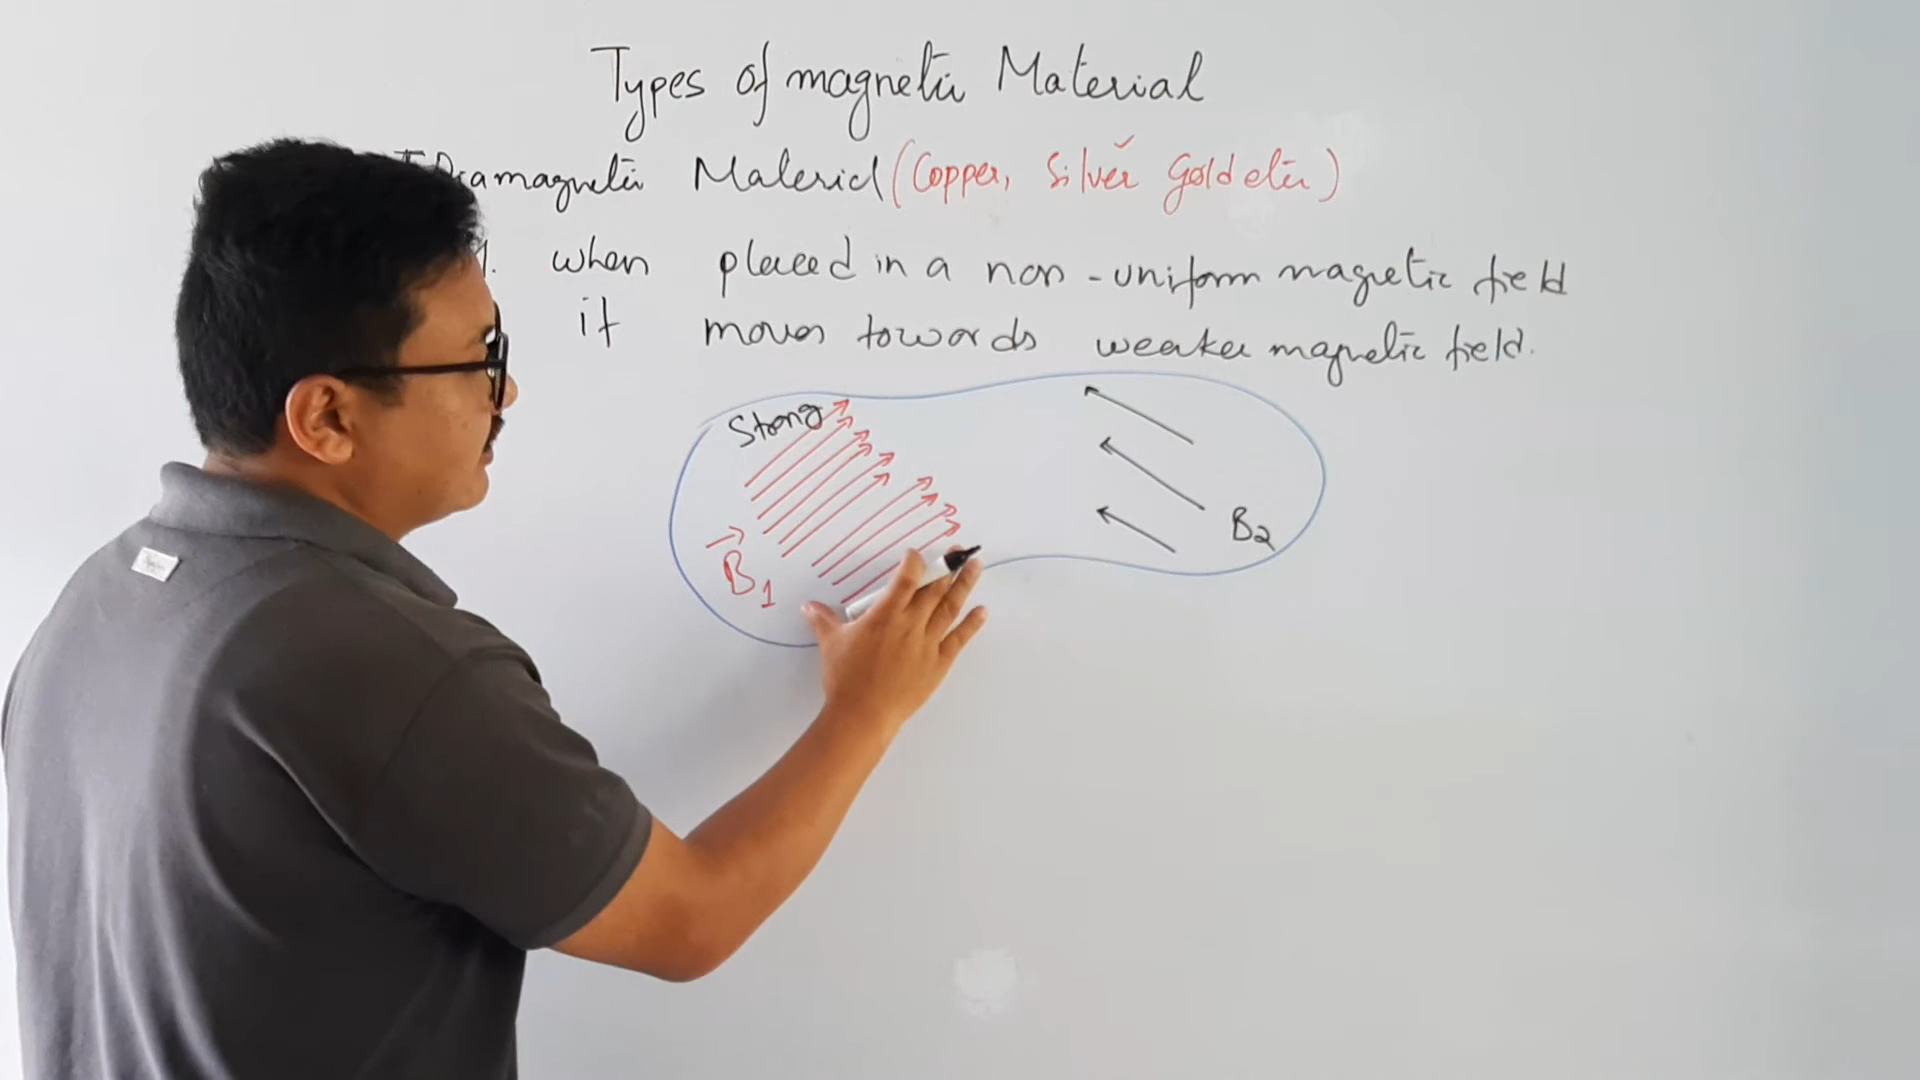 Types of magnetic Material
Diamagnetic Material (Copper, Silver Gold etc)
1. when placed in a non-uniform magnetic field
it moves towards weaker magnetic field.
Strong
B1
B2